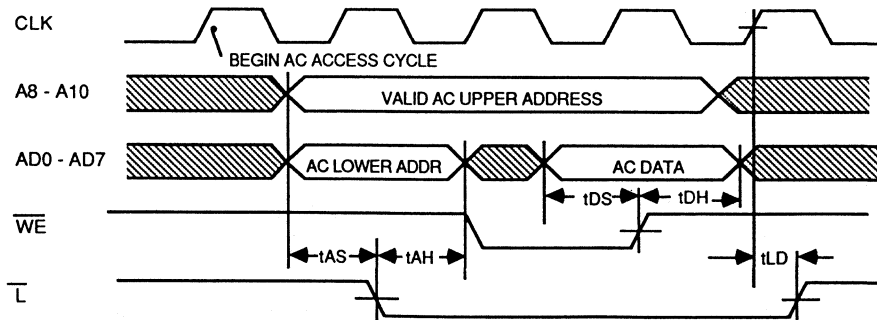 CLK
BEGIN AC ACCESS CYCLE
A8 - A10
VALID AC UPPER ADDRESS
AD0 - AD7
AC LOWER ADDR
AC DATA
tDS
tDH
WE
tAS
tAH
tLD
L